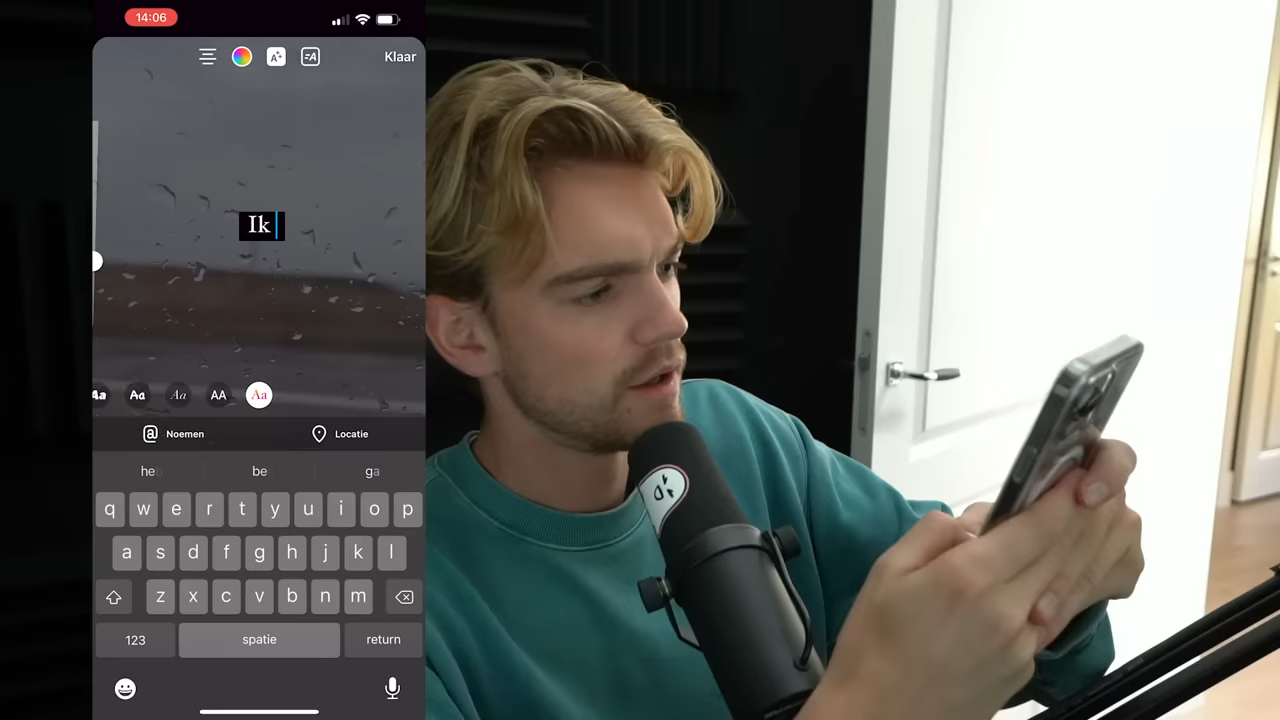 14:06
Klaar
Ik
Aa Aa Aa AA Aa
Noemen Locatie
he be ga
q w e r t y u i o p
a s d f g h j k l
z x c v b n m
123 spatie return